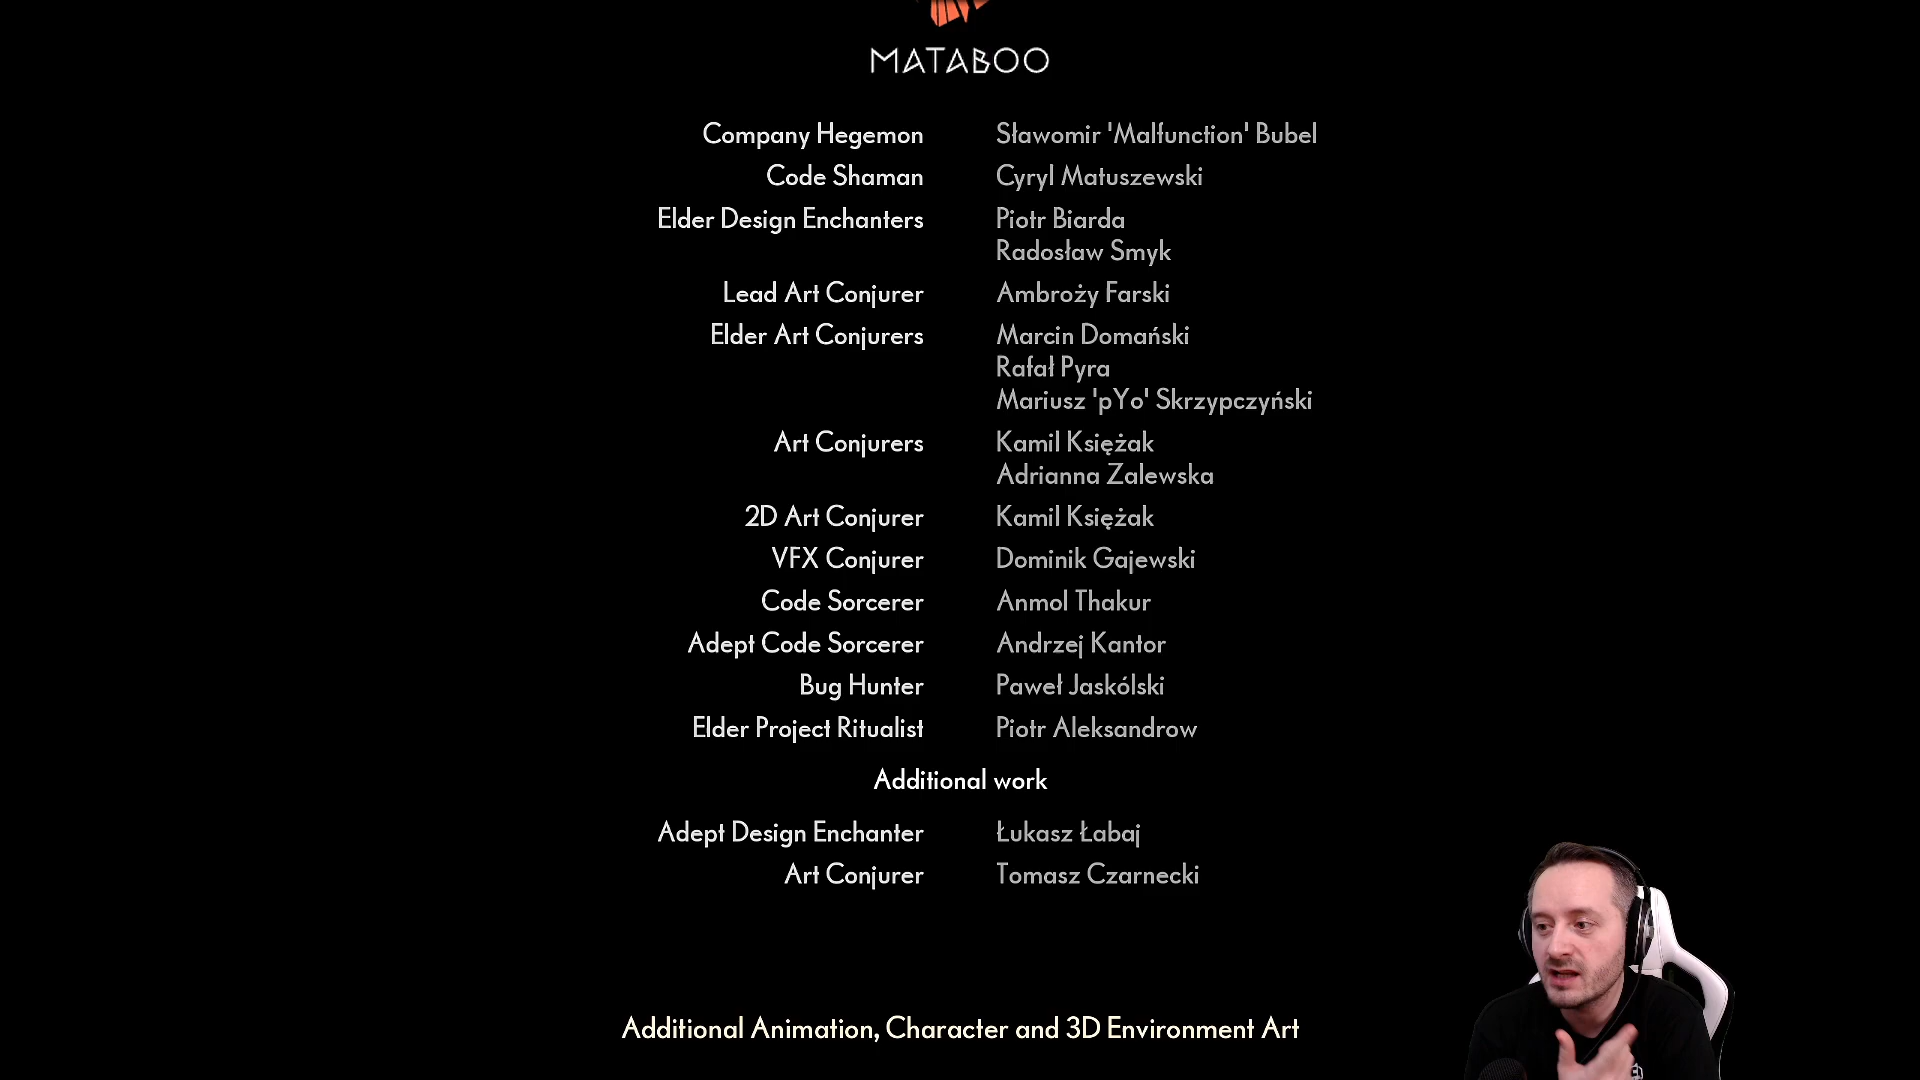 MATABOO
Company Hegemon Sławomir 'Malfunction' Bubel
Code Shaman Cyryl Matuszewski
Elder Design Enchanters Piotr Biarda
Radosław Smyk
Lead Art Conjurer Ambroży Farski
Elder Art Conjurers Marcin Domański
Rafał Pyra
Mariusz 'pYo' Skrzypczyński
Art Conjurers Kamil Księżak
Adrianna Zalewska
2D Art Conjurer Kamil Księżak
VFX Conjurer Dominik Gajewski
Code Sorcerer Anmol Thakur
Adept Code Sorcerer Andrzej Kantor
Bug Hunter Paweł Jaskólski
Elder Project Ritualist Piotr Aleksandrow
Additional work
Adept Design Enchanter Łukasz Łabaj
Art Conjurer Tomasz Czarnecki
Additional Animation, Character and 3D Environment Art